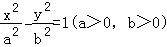 x²/a² - y²/b² =1(a＞0, b＞0)